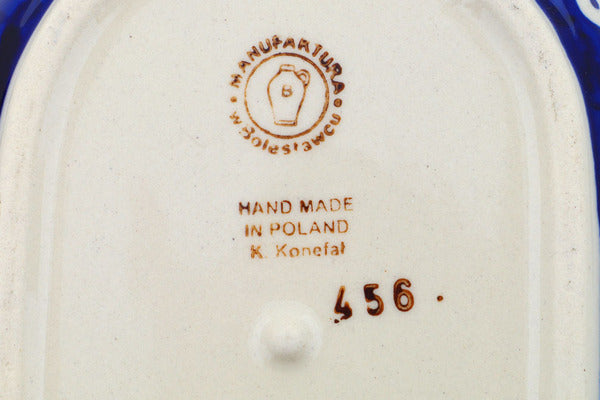 MANUFAKTURA
w Bolesławcu
B
HAND MADE
IN POLAND
K. Konefał
456.